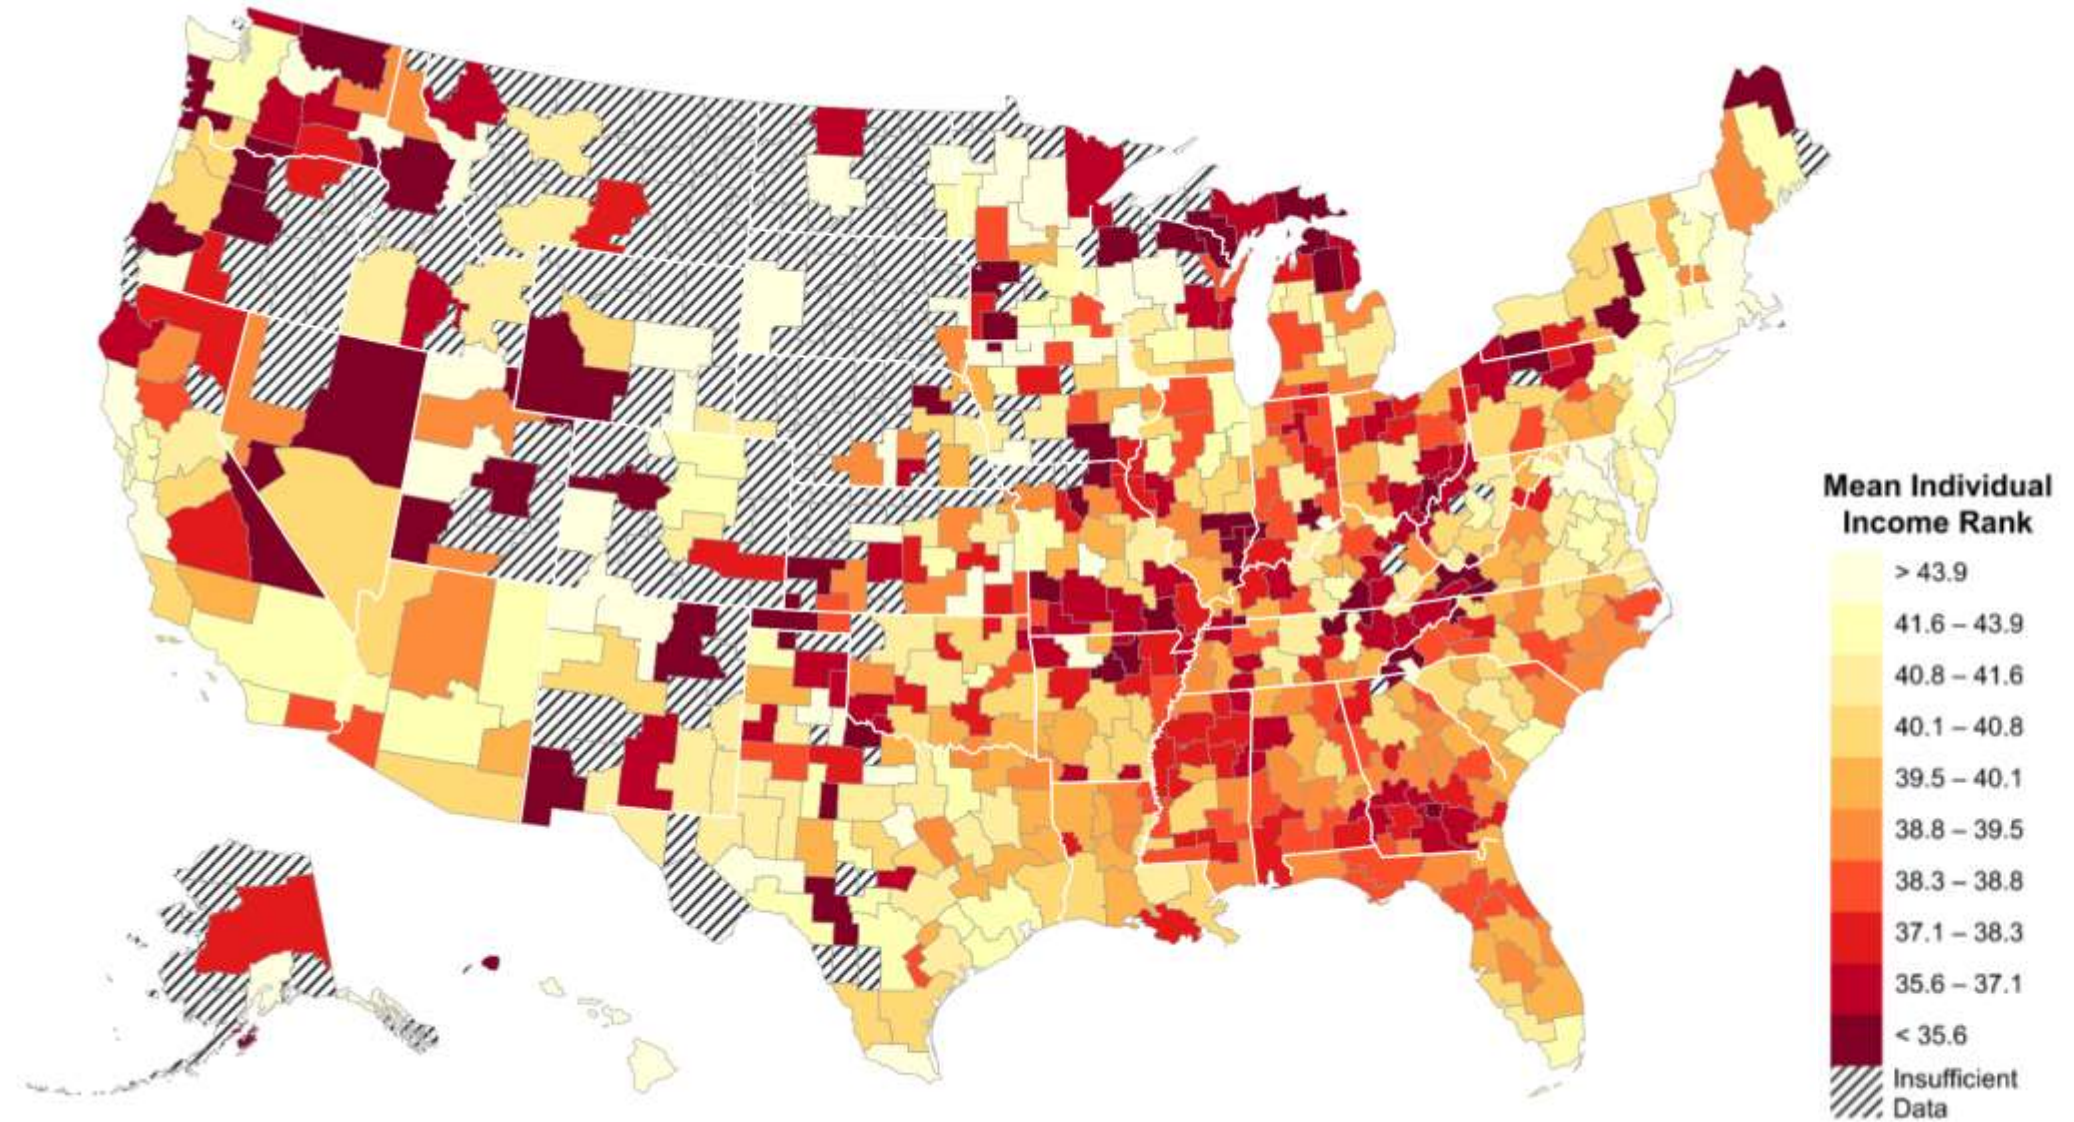 Mean Individual
Income Rank
> 43.9
41.6 – 43.9
40.8 – 41.6
40.1 – 40.8
39.5 – 40.1
38.8 – 39.5
38.3 – 38.8
37.1 – 38.3
35.6 – 37.1
< 35.6
Insufficient
Data